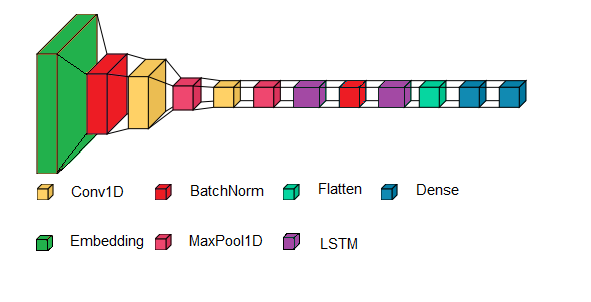 Conv1D BatchNorm Flatten Dense
Embedding MaxPool1D LSTM